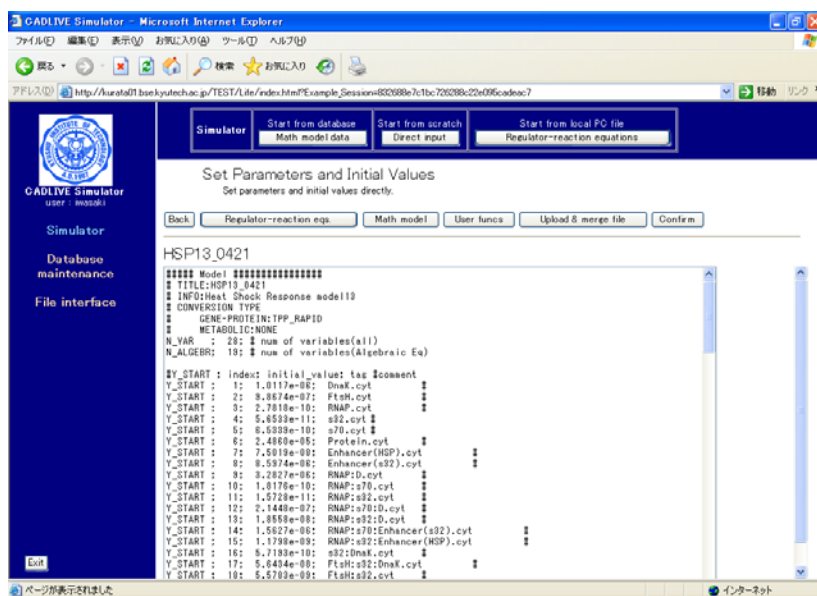 CADLIVE Simulator - Microsoft Internet Explorer
ファイル(F) 編集(E) 表示(V) お気に入り(A) ツール(T) ヘルプ(H)
戻る 検索 お気に入り
アドレス(D) http://kurata01.bse.kyutech.ac.jp/TEST/Life/index.html?Example_Session=832688e7c1bc726288c22e095cadeac7 移動 リンク
Simulator
Start from database
Math model data
Start from scratch
Direct input
Start from local PC file
Regulator-reaction equations
CADLIVE Simulator
user : iwasaki
Simulator
Database
maintenance
File interface
Exit
Set Parameters and Initial Values
Set parameters and initial values directly.
Back Regulator-reaction eqs. Math model User funcs Upload & merge file Confirm
HSP13_0421
##### Model ################
# TITLE:HSP13_0421
# INFO:Heat Shock Response model13
# CONVERSION TYPE
# GENE-PROTEIN:TPP_RAPID
# METABOLIC:NONE
N_VAR : 28; # num of variables(all)
N_ALGEBR: 19; # num of variables(Algebraic Eq)
#Y_START : index: initial_value: tag #comment
Y_START : 1: 1.0117e-06; DnaK.cyt #
Y_START : 2: 8.8674e-07; FtsH.cyt #
Y_START : 3: 2.7818e-10; RNAP.cyt #
Y_START : 4: 5.6533e-11; s32.cyt #
Y_START : 5: 6.5339e-10; s70.cyt #
Y_START : 6: 2.4860e-05; Protein.cyt #
Y_START : 7: 7.5019e-08; Enhancer(HSP).cyt #
Y_START : 8: 8.5974e-06; Enhancer(s32).cyt #
Y_START : 9: 3.2827e-06; RNAP:D.cyt #
Y_START : 10: 1.8176e-10; RNAP:s70.cyt #
Y_START : 11: 1.5728e-11; RNAP:s32.cyt #
Y_START : 12: 2.1448e-07; RNAP:s70:D.cyt #
Y_START : 13: 1.8558e-08; RNAP:s32:D.cyt #
Y_START : 14: 1.5627e-06; RNAP:s70:Enhancer(s32).cyt #
Y_START : 15: 1.1798e-09; RNAP:s32:Enhancer(HSP).cyt #
Y_START : 16: 5.7193e-10; s32:DnaK.cyt #
Y_START : 17: 5.6404e-08; FtsH:s32:DnaK.cyt #
Y_START : 18: 5.5703e-09; FtsH:s32.cyt #
ページが表示されました インターネット